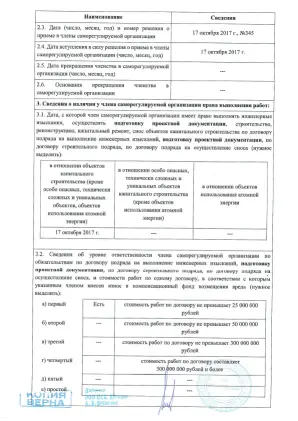 Наименование
Сведения
2.3. Дата (число, месяц, год) и номер решения о приеме в члены саморегулируемой организации
17 октября 2017 г., №345
2.4. Дата вступления в силу решения о приеме в члены саморегулируемой организации (число, месяц, год)
17 октября 2017 г.
2.5. Дата прекращения членства в саморегулируемой организации (число, месяц, год)
---
2.6. Основания прекращения членства в саморегулируемой организации
---
3. Сведения о наличии у члена саморегулируемой организации права выполнения работ:
3.1. Дата, с которой член саморегулируемой организации имеет право выполнять инженерные
изыскания, осуществлять подготовку проектной документации, строительство,
реконструкцию, капитальный ремонт, снос объектов капитального строительства по договору
подряда на выполнение инженерных изысканий, подготовку проектной документации, по
договору строительного подряда, по договору подряда на осуществление сноса (нужное
выделить):
в отношении объектов
капитального
строительства (кроме
особо опасных, технически
сложных и уникальных
объектов, объектов
использования атомной
энергии)
в отношении особо опасных,
технически сложных и
уникальных объектов
капитального строительства
(кроме объектов
использования атомной
энергии)
в отношении объектов
использования атомной
энергии
17 октября 2017 г.
---
---
3.2. Сведения об уровне ответственности члена саморегулируемой организации по
обязательствам по договору подряда на выполнение инженерных изысканий, подготовку
проектной документации, по договору строительного подряда, по договору подряда на
осуществление сноса, и стоимости работ по одному договору, в соответствии с которым
указанным членом внесен взнос в компенсационный фонд возмещения вреда (нужное
выделить):
а) первый
Есть
стоимость работ по договору не превышает 25 000 000
рублей
б) второй
---
стоимость работ по договору не превышает 50 000 000
рублей
в) третий
---
стоимость работ по договору не превышает 300 000 000
рублей
г) четвертый
---
стоимость работ по договору составляет
300 000 000 рублей и более
д) пятый
---
---
е) простой
---
---
КОПИЯ
ВЕРНА